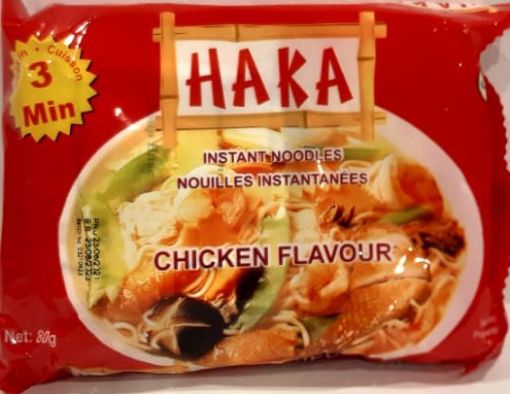 Cuisson
3
Min
HAKA
INSTANT NOODLES
NOUILLES INSTANTANÉES
CHICKEN FLAVOUR
Net: 80g